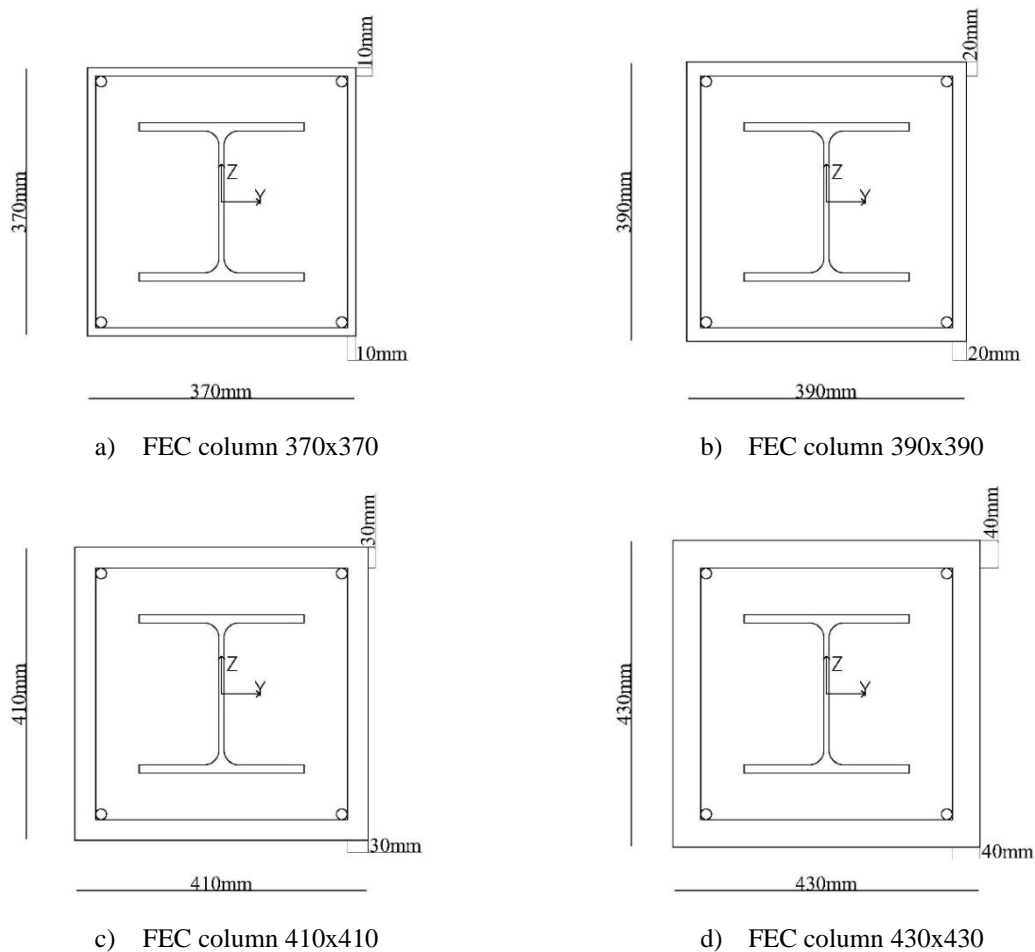 10mm
370mm
Z
Y
10mm
370mm
a) FEC column 370x370
20mm
390mm
Z
Y
20mm
390mm
b) FEC column 390x390
30mm
410mm
Z
Y
30mm
410mm
c) FEC column 410x410
40mm
430mm
Z
Y
40mm
430mm
d) FEC column 430x430